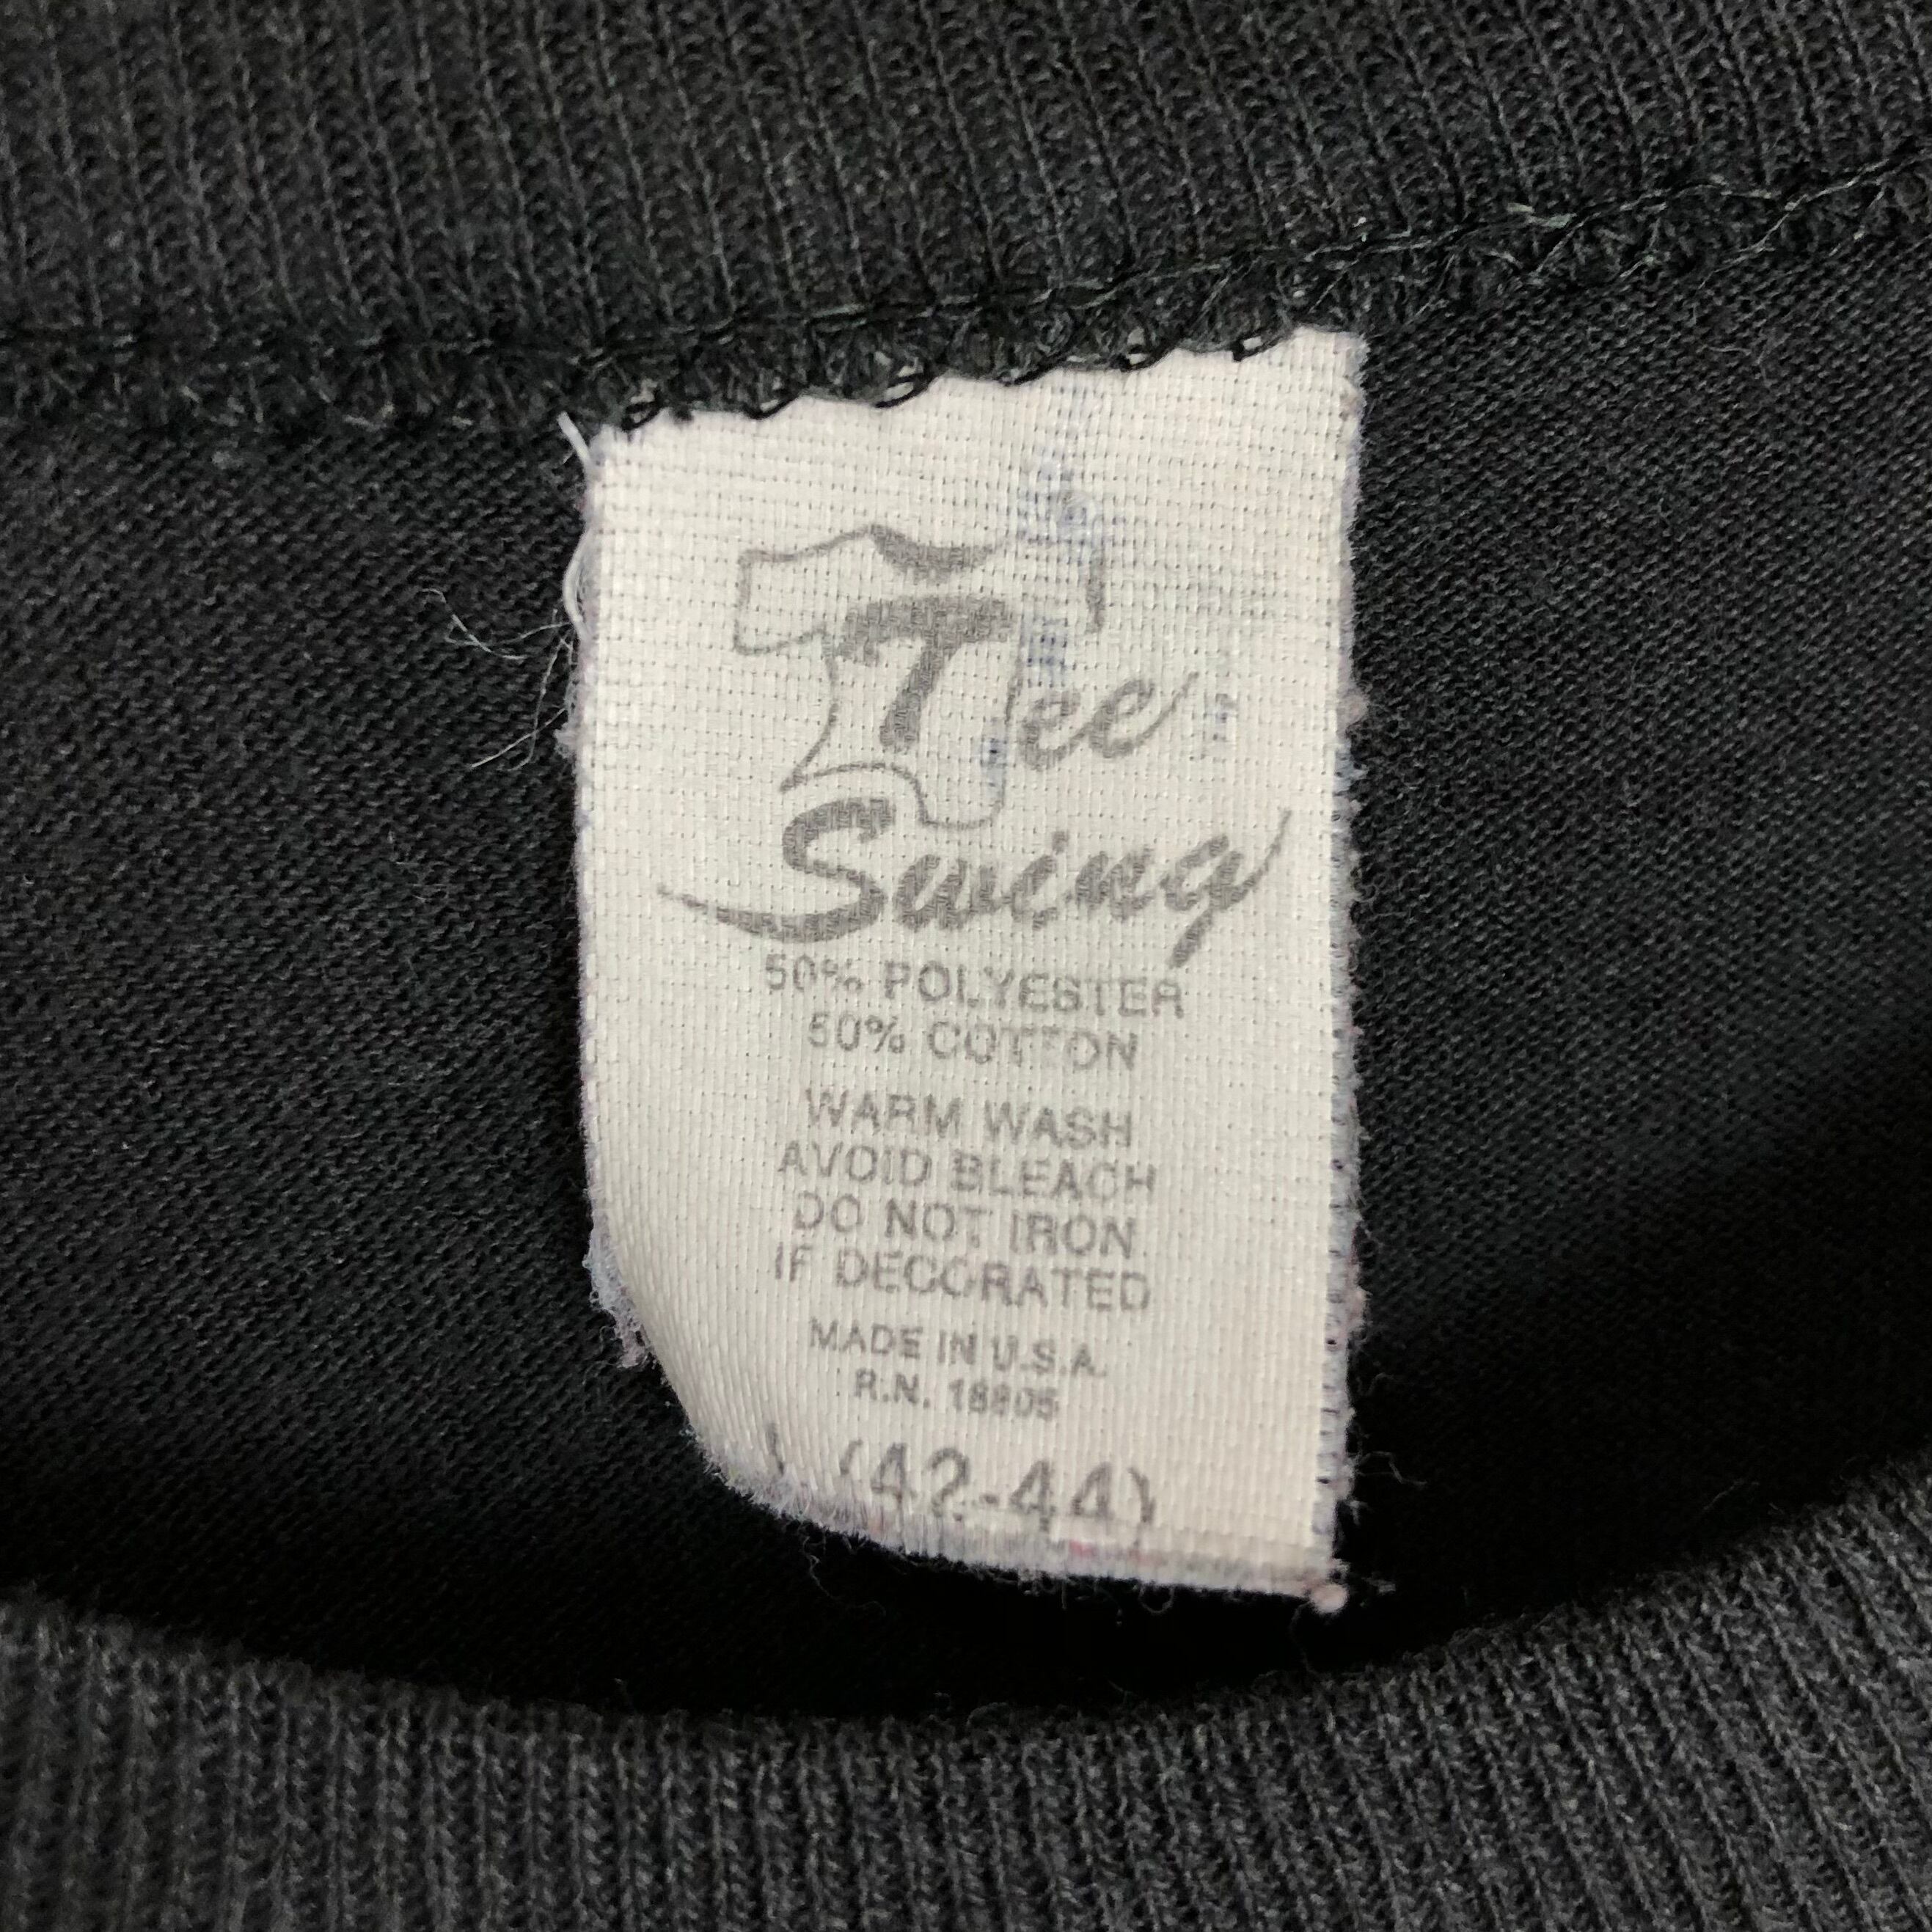 Tee
Swing
50% POLYESTER
50% COTTON
WARM WASH
AVOID BLEACH
DO NOT IRON
IF DECORATED
MADE IN U.S.A.
R.N. 18805
L (42-44)